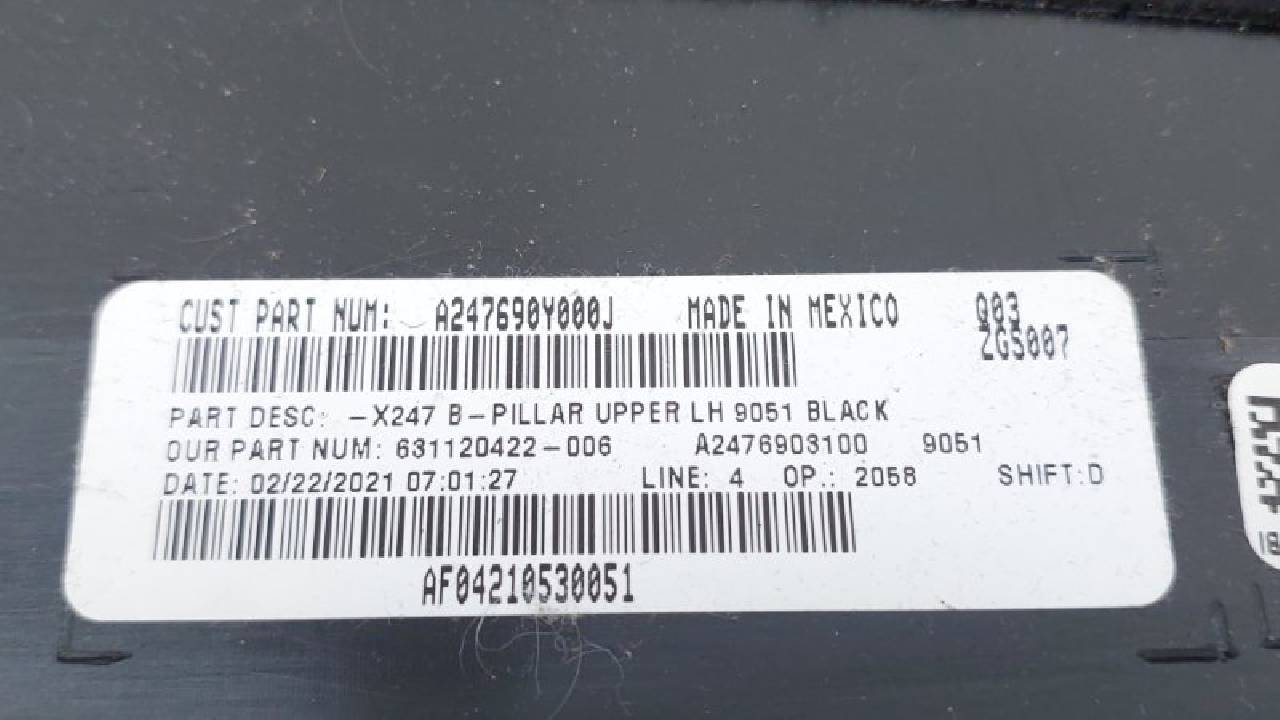 CUST PART NUM: A247690Y000J MADE IN MEXICO Q03
ZGS007
PART DESC: -X247 B-PILLAR UPPER LH 9051 BLACK
OUR PART NUM: 631120422-006 A2476903100 9051
DATE: 02/22/2021 07:01:27 LINE: 4 OP.: 2058 SHIFT:D
AF04210530051